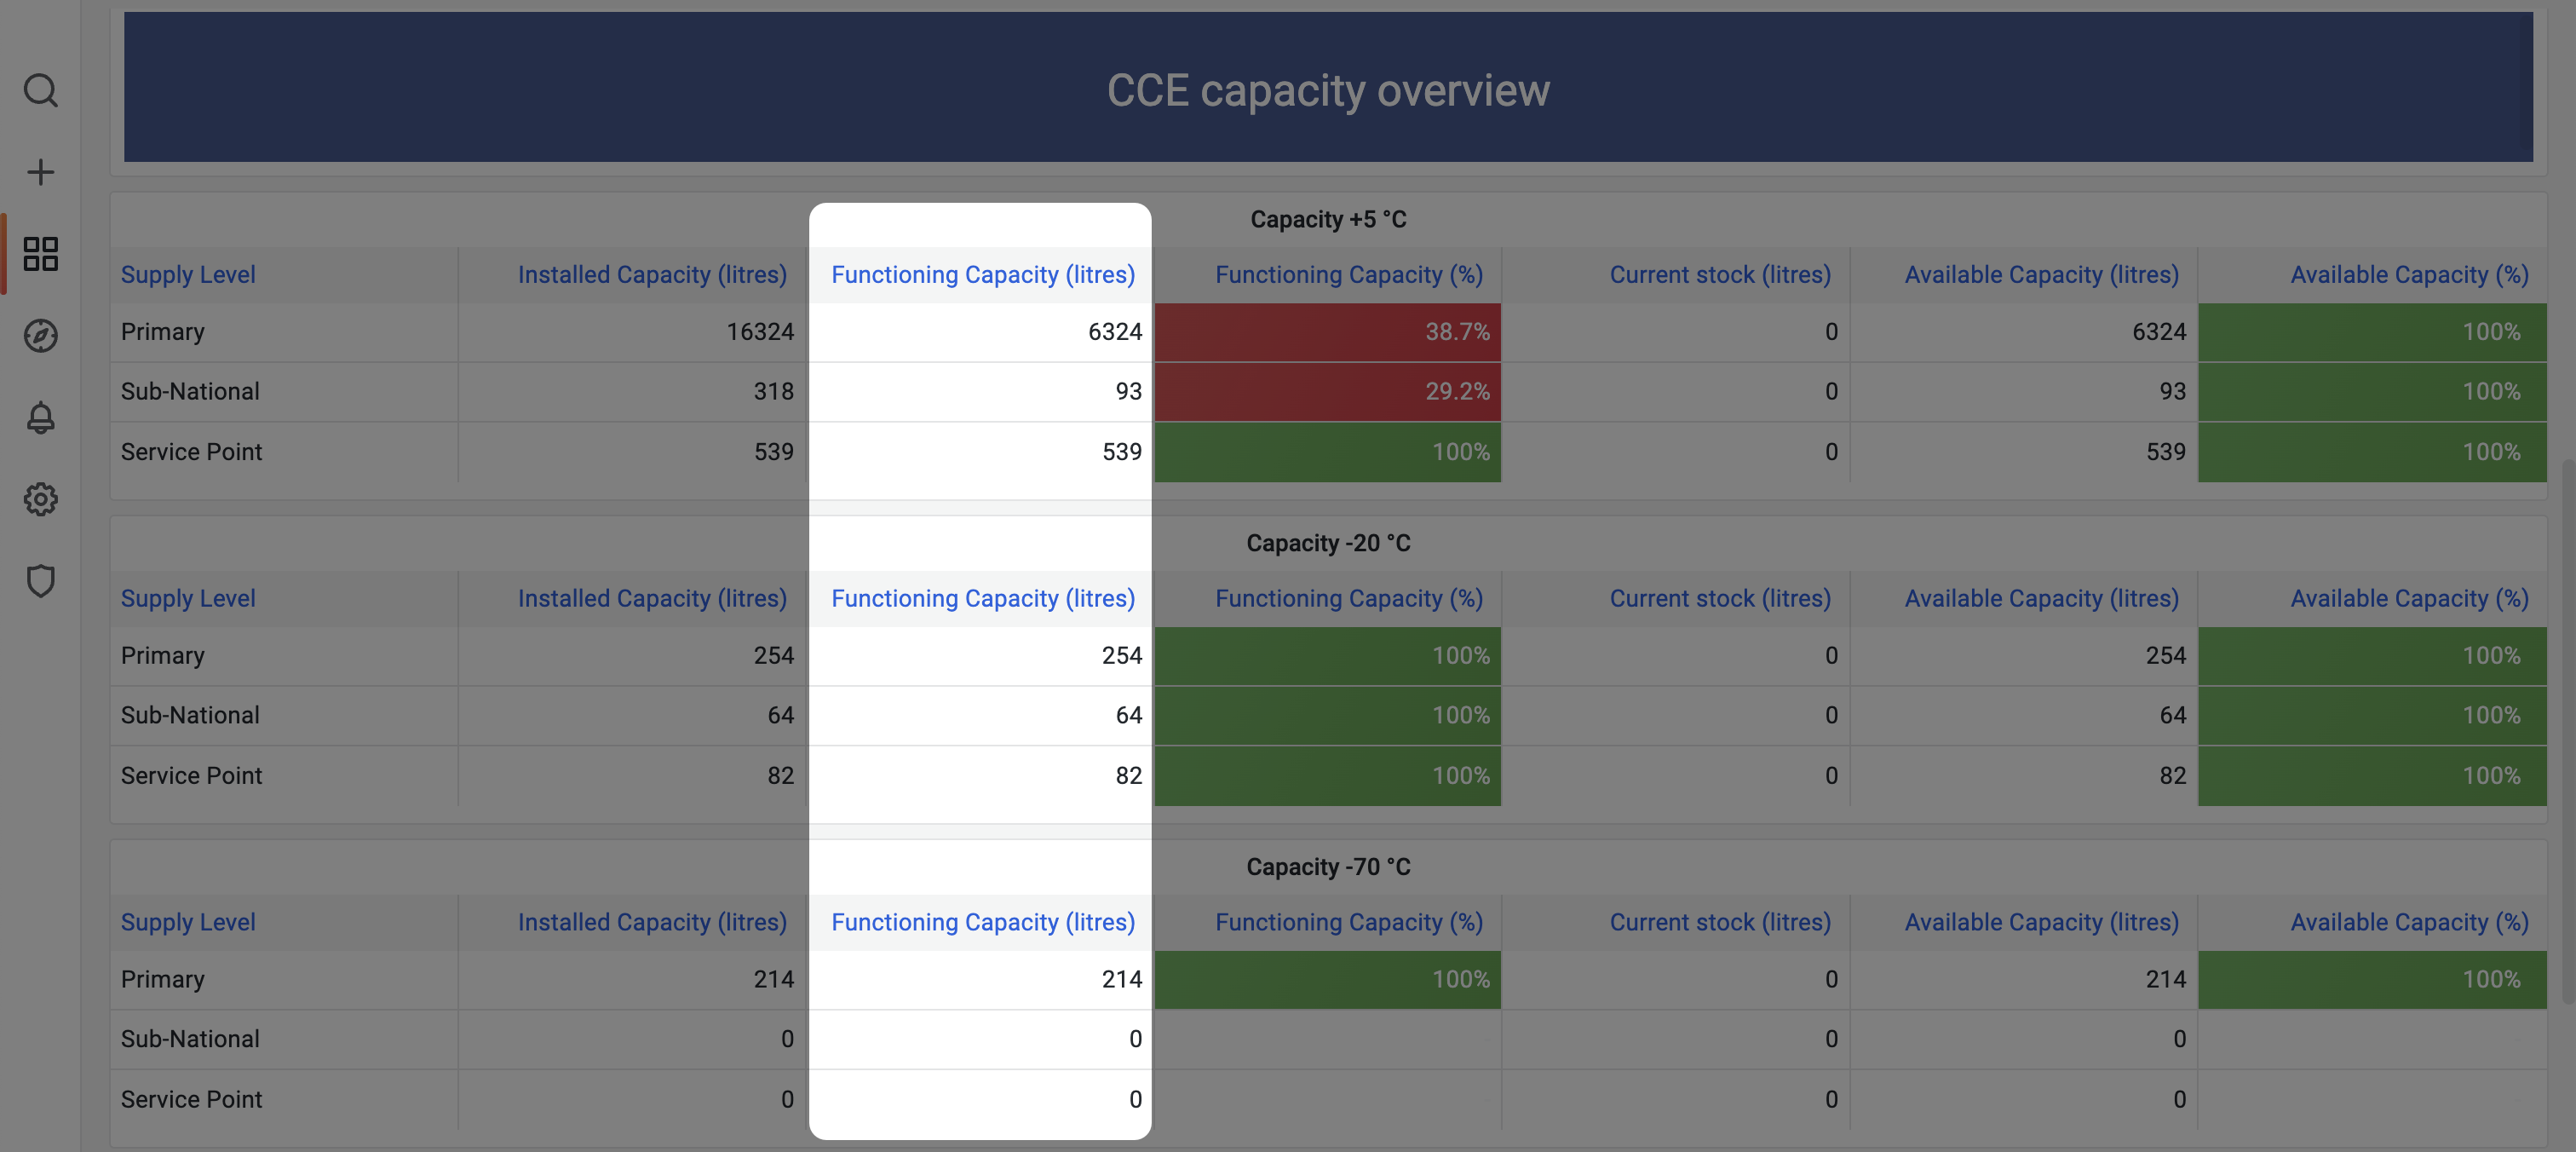 CCE capacity overview
Capacity +5 °C
Supply Level Installed Capacity (litres) Functioning Capacity (litres) Functioning Capacity (%) Current stock (litres) Available Capacity (litres) Available Capacity (%)
Primary 16324 6324 38.7% 0 6324 100%
Sub-National 318 93 29.2% 0 93 100%
Service Point 539 539 100% 0 539 100%
Capacity -20 °C
Supply Level Installed Capacity (litres) Functioning Capacity (litres) Functioning Capacity (%) Current stock (litres) Available Capacity (litres) Available Capacity (%)
Primary 254 254 100% 0 254 100%
Sub-National 64 64 100% 0 64 100%
Service Point 82 82 100% 0 82 100%
Capacity -70 °C
Supply Level Installed Capacity (litres) Functioning Capacity (litres) Functioning Capacity (%) Current stock (litres) Available Capacity (litres) Available Capacity (%)
Primary 214 214 100% 0 214 100%
Sub-National 0 0 0 0
Service Point 0 0 0 0